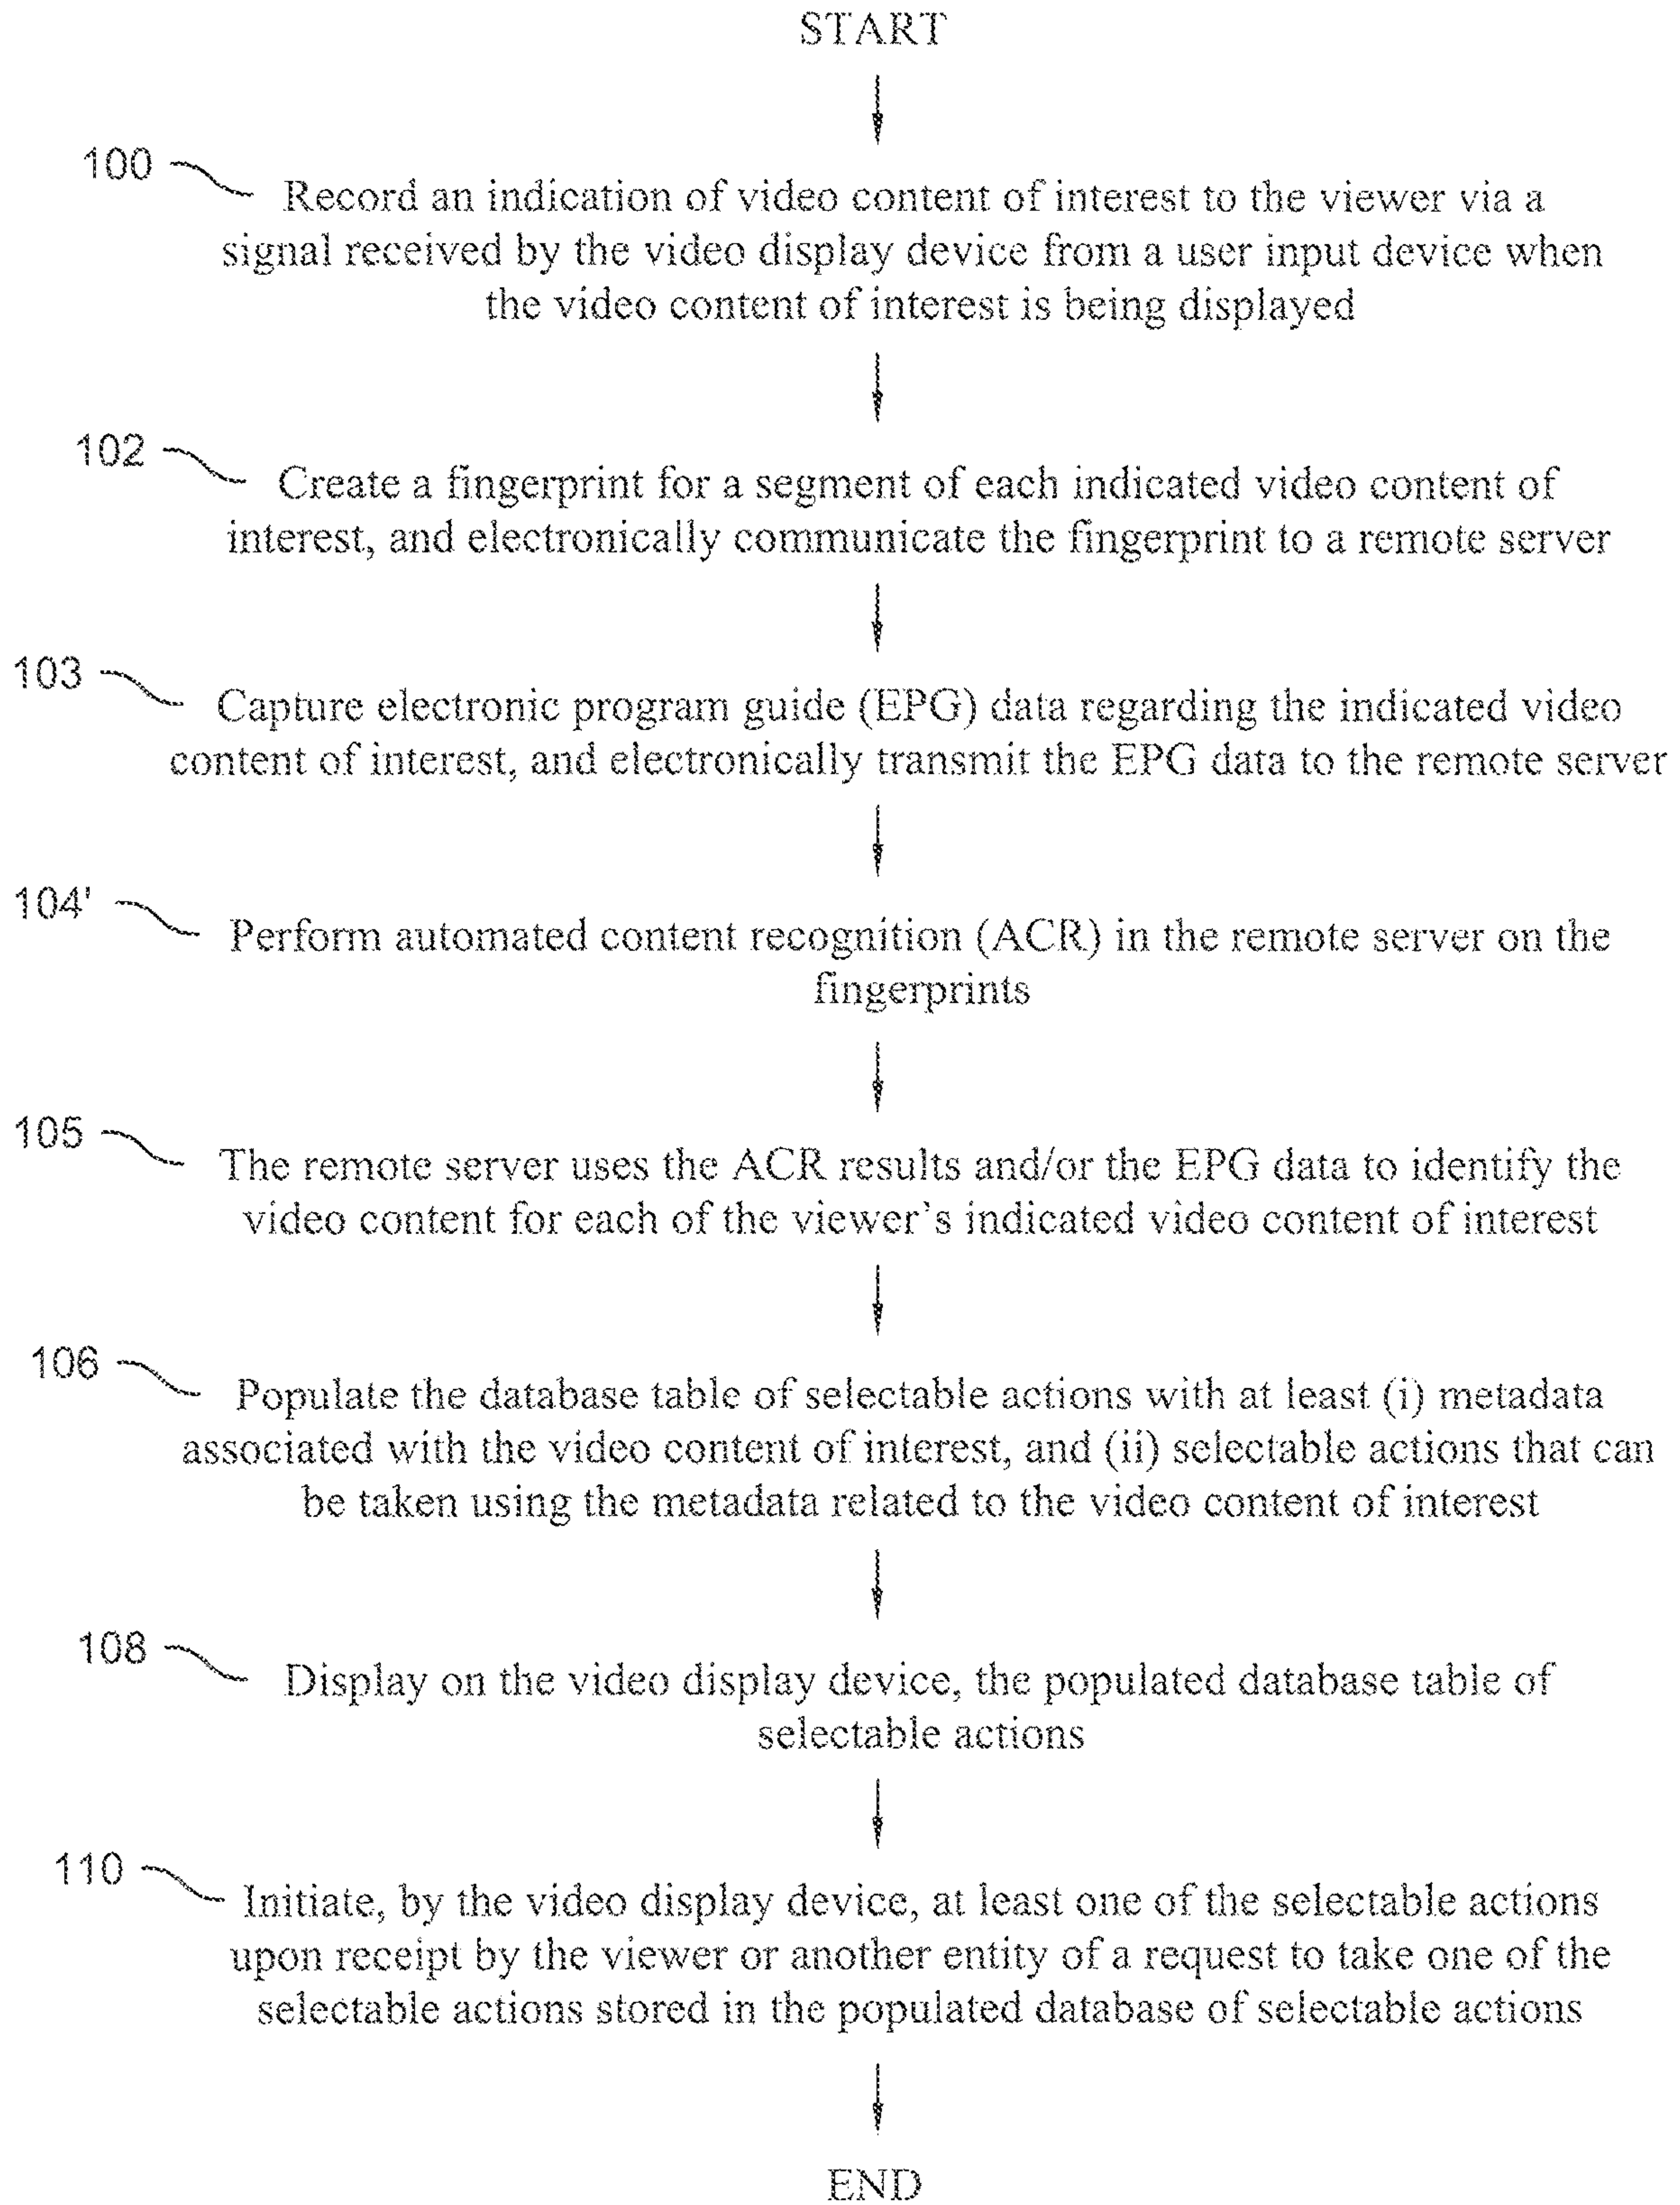 START
100
Record an indication of video content of interest to the viewer via a
signal received by the video display device from a user input device when
the video content of interest is being displayed
102
Create a fingerprint for a segment of each indicated video content of
interest, and electronically communicate the fingerprint to a remote server
103
Capture electronic program guide (EPG) data regarding the indicated video
content of interest, and electronically transmit the EPG data to the remote server
104'
Perform automated content recognition (ACR) in the remote server on the
fingerprints
105
The remote server uses the ACR results and/or the EPG data to identify the
video content for each of the viewer's indicated video content of interest
106
Populate the database table of selectable actions with at least (i) metadata
associated with the video content of interest, and (ii) selectable actions that can
be taken using the metadata related to the video content of interest
108
Display on the video display device, the populated database table of
selectable actions
110
Initiate, by the video display device, at least one of the selectable actions
upon receipt by the viewer or another entity of a request to take one of the
selectable actions stored in the populated database of selectable actions
END